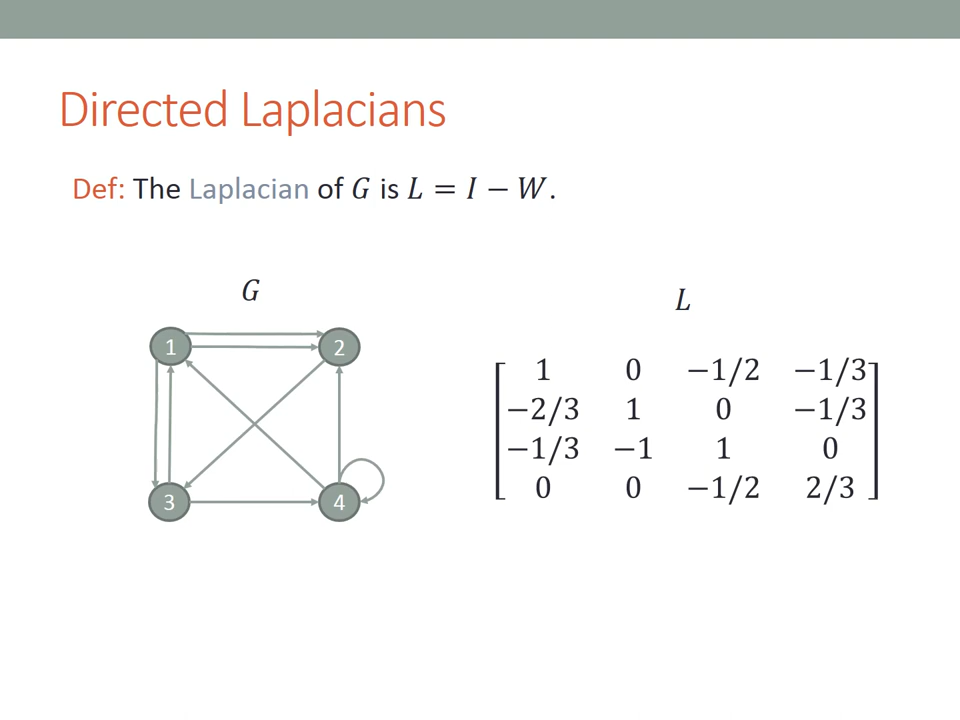 Directed Laplacians
Def: The Laplacian of G is L = I − W.
G
L
1
2
3
4
1 0 −1/2 −1/3
−2/3 1 0 −1/3
−1/3 −1 1 0
0 0 −1/2 2/3